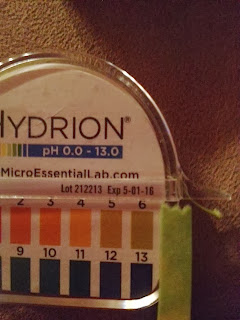 HYDRION®
pH 0.0 - 13.0
MicroEssentialLab.com
Lot 212213 Exp 5-01-16
2 3 4 5 6
9 10 11 12 13